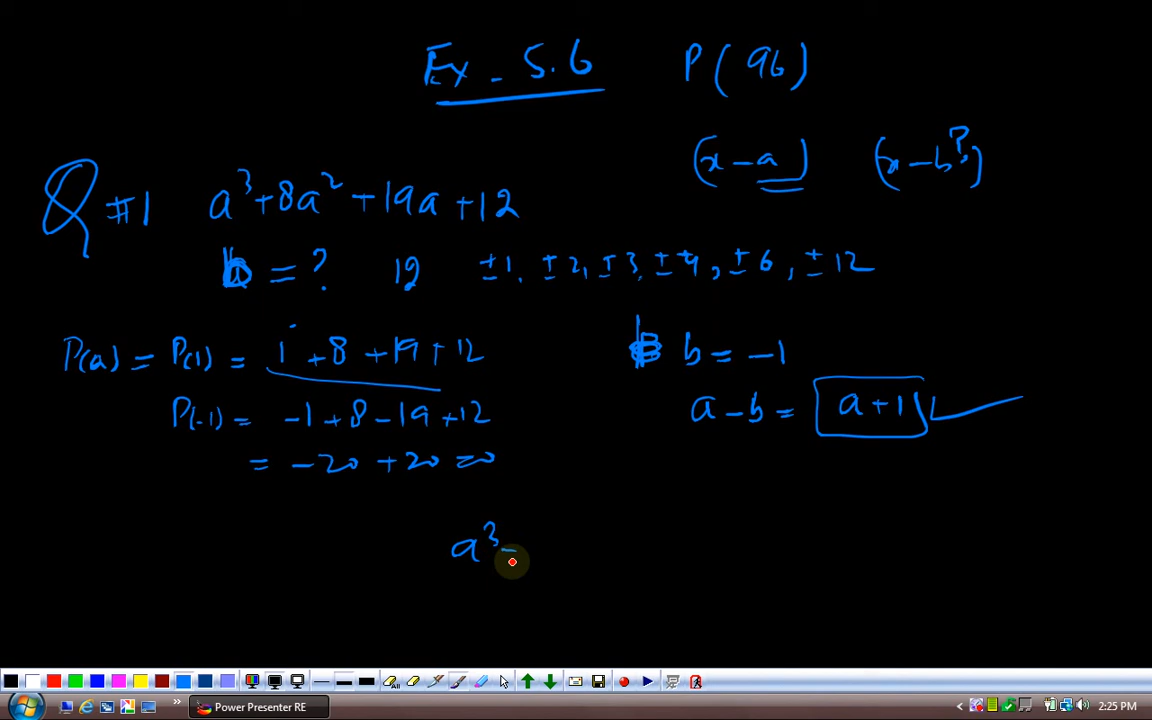 Ex - 5.6 P(ab)
(x-a) (x-b?)
Q #1 a³+8a²+19a+12
= ? 12 ±1, ±2, ±3, ±4, ±6, ±12
P(a) = P(1) = 1+8+19+12
b = -1
P(-1) = -1+8-19+12
a-b = a+1
= -20+20=0
a³-
Power Presenter RE
2:25 PM